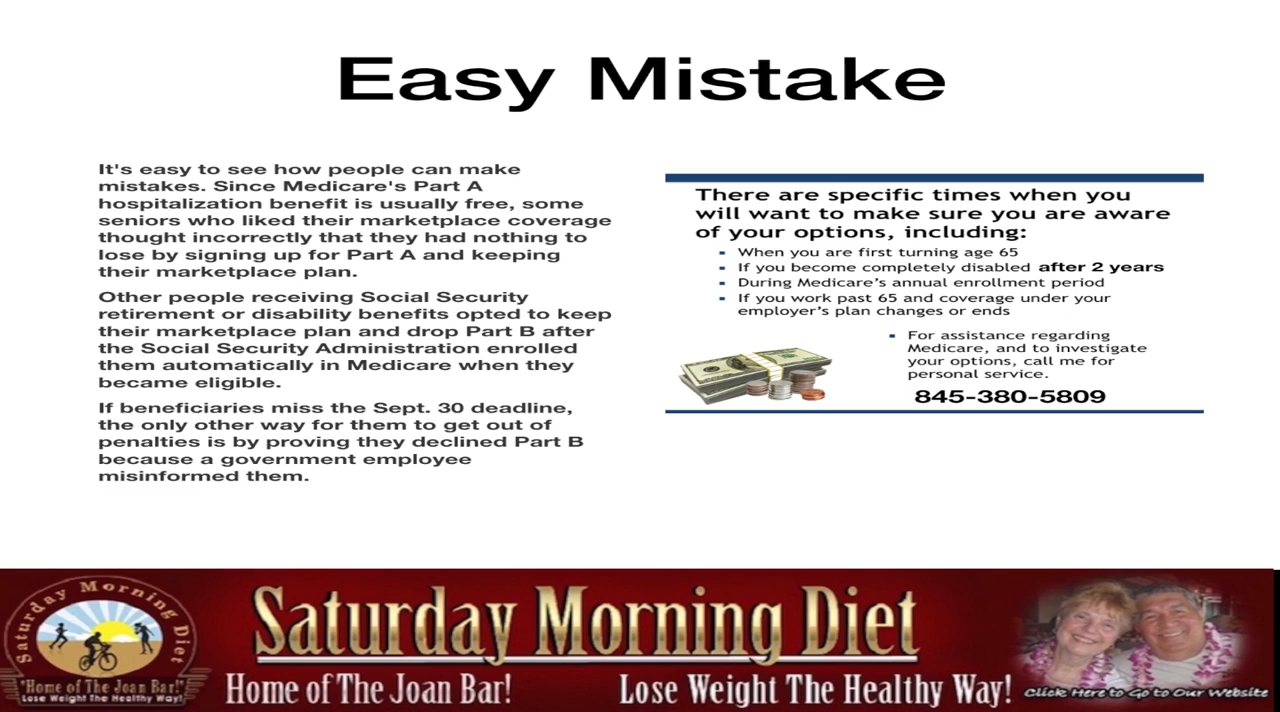 Easy Mistake
It's easy to see how people can make
mistakes. Since Medicare's Part A
hospitalization benefit is usually free, some
seniors who liked their marketplace coverage
thought incorrectly that they had nothing to
lose by signing up for Part A and keeping
their marketplace plan.
Other people receiving Social Security
retirement or disability benefits opted to keep
their marketplace plan and drop Part B after
the Social Security Administration enrolled
them automatically in Medicare when they
became eligible.
If beneficiaries miss the Sept. 30 deadline,
the only other way for them to get out of
penalties is by proving they declined Part B
because a government employee
misinformed them.
There are specific times when you
will want to make sure you are aware
of your options, including:
▪ When you are first turning age 65
▪ If you become completely disabled after 2 years
▪ During Medicare’s annual enrollment period
▪ If you work past 65 and coverage under your
employer’s plan changes or ends
▪ For assistance regarding
Medicare, and to investigate
your options, call me for
personal service.
845-380-5809
Saturday Morning Diet
"Home of The Joan Bar!"
Lose Weight The Healthy Way!
Saturday Morning Diet
Home of The Joan Bar! Lose Weight The Healthy Way!
Click Here to Go to Our Website